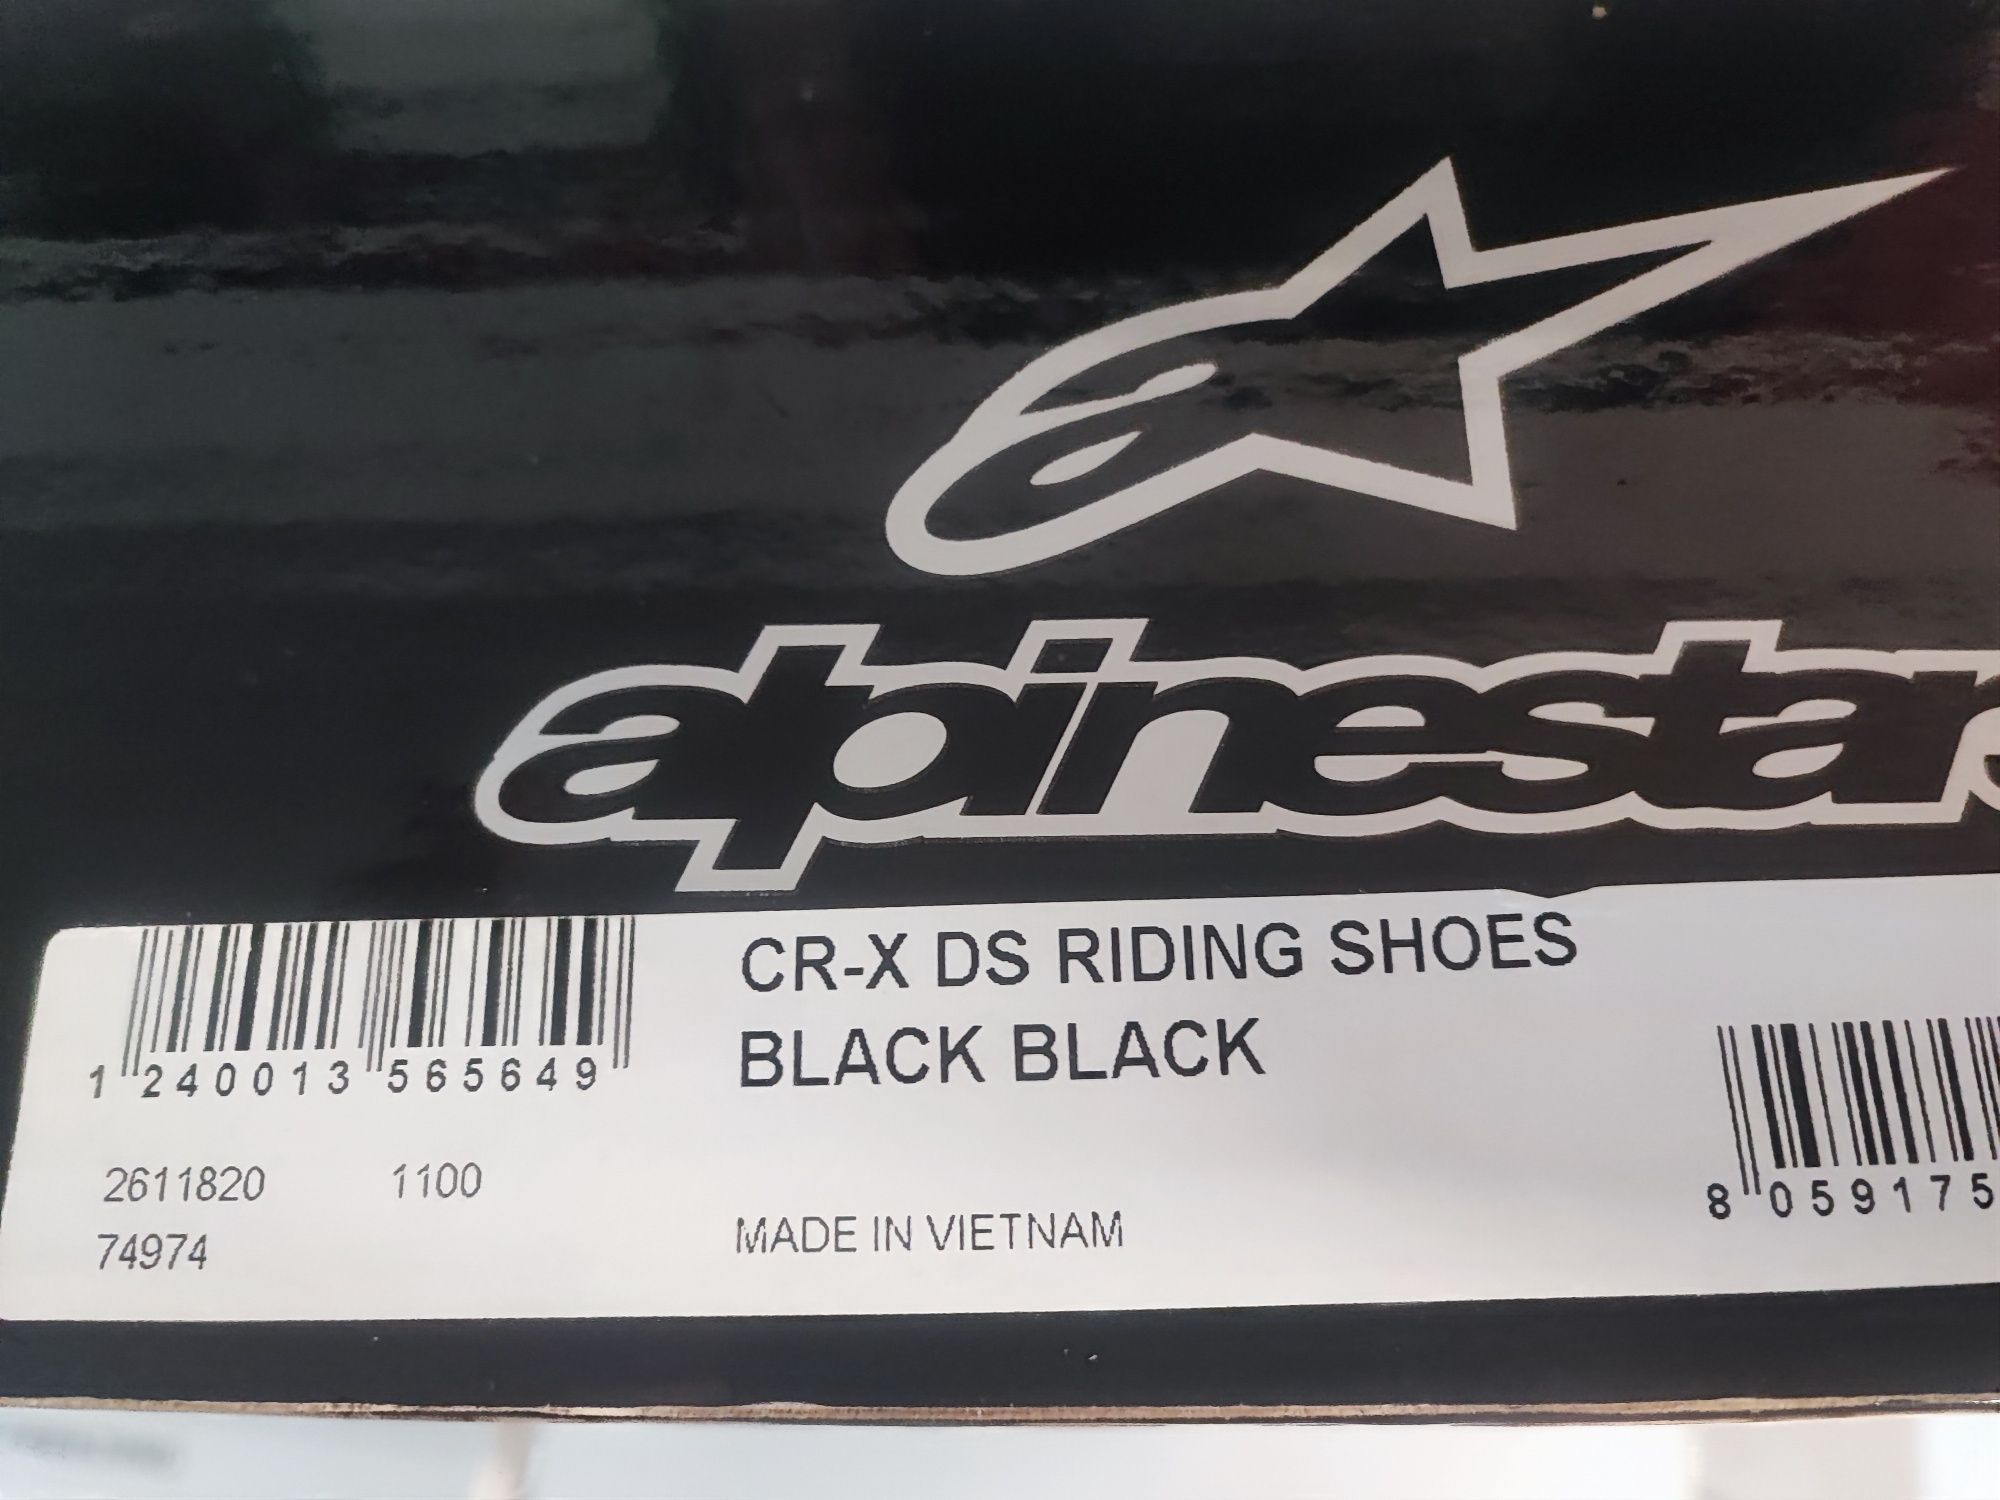 alpinestars
CR-X DS RIDING SHOES
BLACK BLACK
1 240013 565649
2611820 1100
74974
MADE IN VIETNAM
8 059175